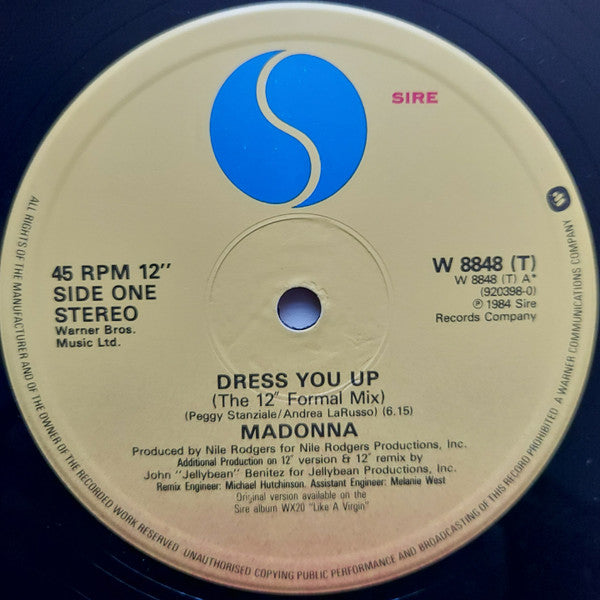 SIRE
45 RPM 12"
SIDE ONE
STEREO
Warner Bros.
Music Ltd.
W 8848 (T)
W 8848 (T) A*
(920398-0)
℗ 1984 Sire
Records Company
DRESS YOU UP
(The 12" Formal Mix)
(Peggy Stanziale/Andrea LaRusso) (6.15)
MADONNA
Produced by Nile Rodgers for Nile Rodgers Productions, Inc.
Additional Production on 12" version & 12" remix by
John "Jellybean" Benitez for Jellybean Productions, Inc.
Remix Engineer: Michael Hutchinson. Assistant Engineer: Melanie West
Original version available on the
Sire album WX20 "Like A Virgin"
ALL RIGHTS OF THE MANUFACTURER AND OF THE OWNER OF THE RECORDED WORK RESERVED UNAUTHORISED COPYING PUBLIC PERFORMANCE AND BROADCASTING OF THIS RECORD PROHIBITED A WARNER COMMUNICATIONS COMPANY